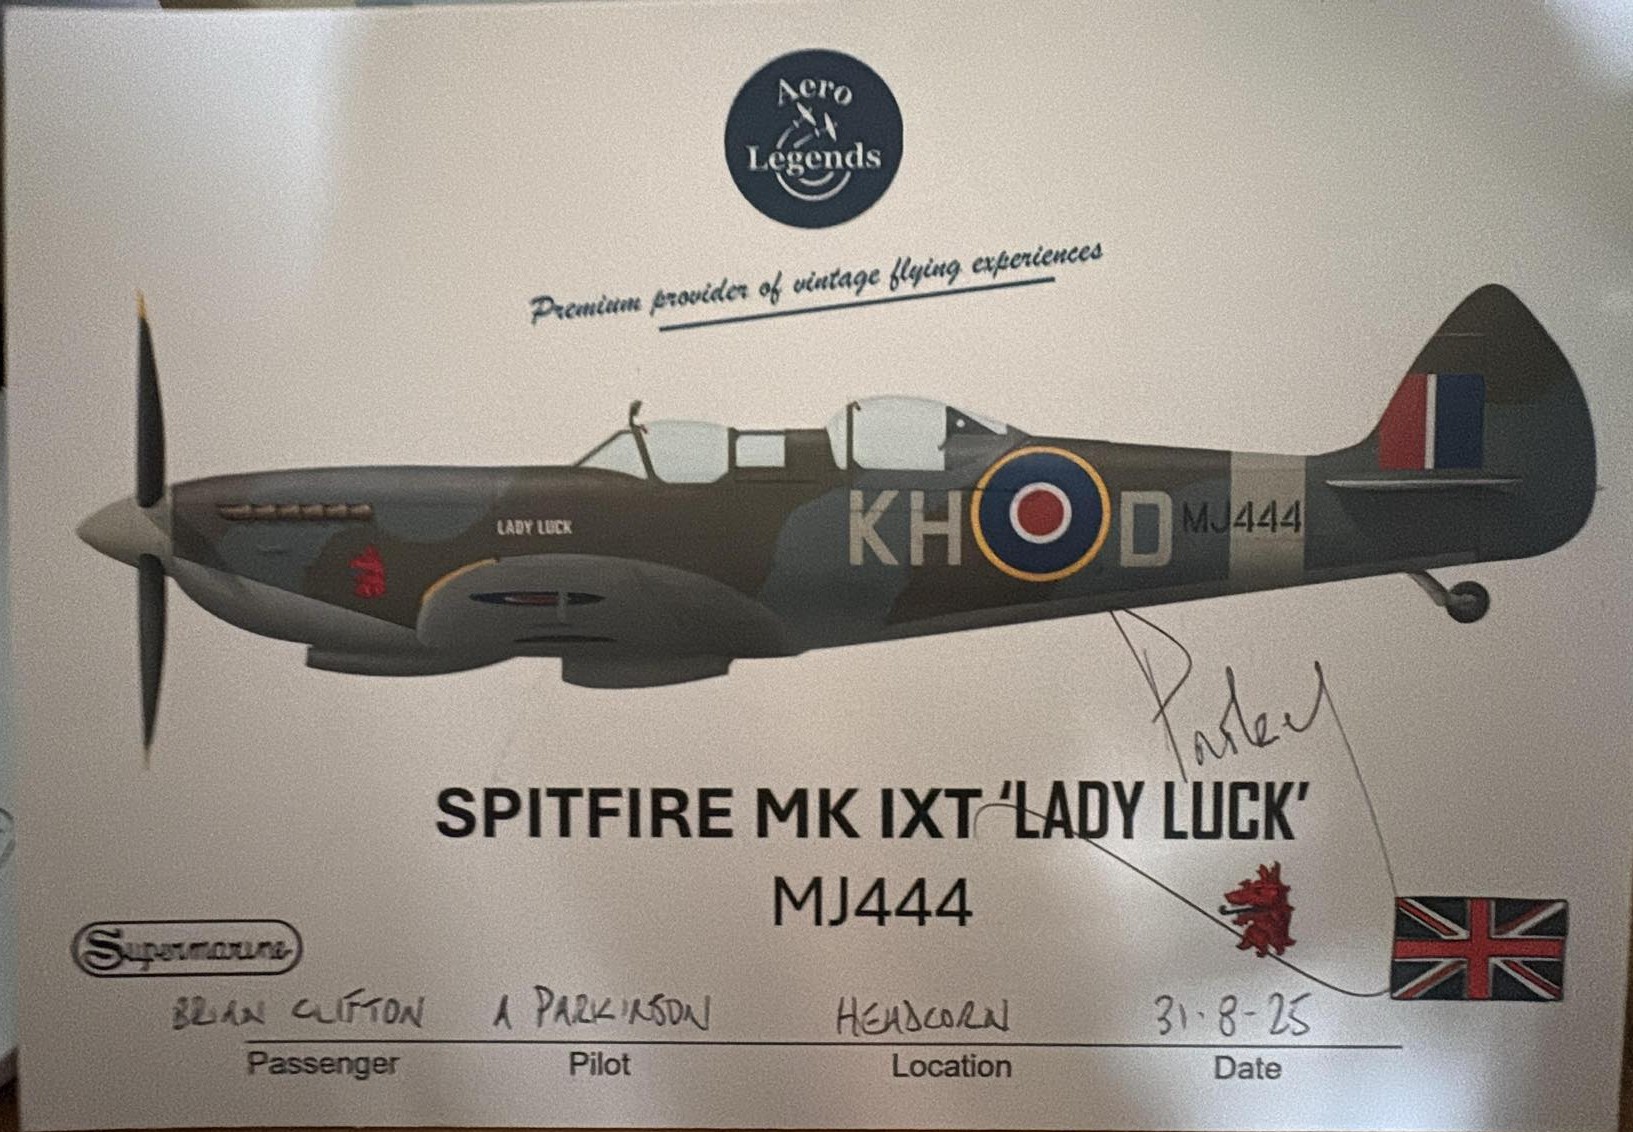 Aero
Legends
Premium provider of vintage flying experiences
LADY LUCK
KH D MJ444
SPITFIRE MK IXT 'LADY LUCK'
MJ444
Supermarine
BRIAN CLIFTON A PARKINSON HEADCORN 31·8-25
Passenger Pilot Location Date